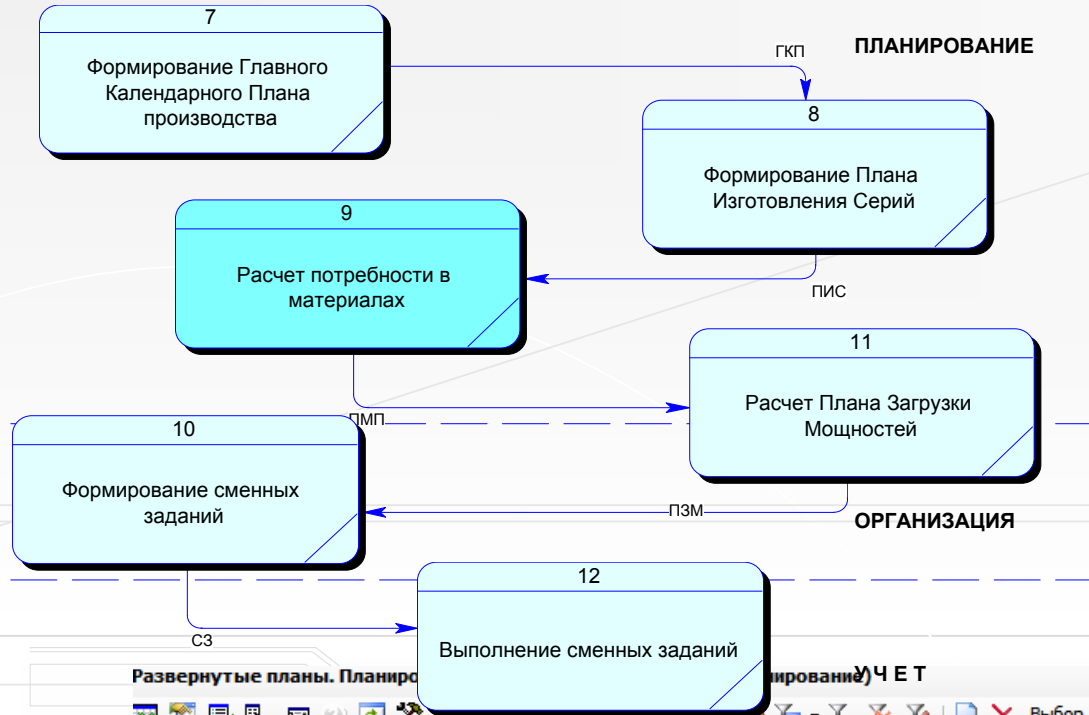 7
Формирование Главного
Календарного Плана
производства
ГКП
ПЛАНИРОВАНИЕ
8
Формирование Плана
Изготовления Серий
9
Расчет потребности в
материалах
ПИС
11
Расчет Плана Загрузки
Мощностей
ПМП
10
Формирование сменных
заданий
ПЗМ
ОРГАНИЗАЦИЯ
12
Выполнение сменных заданий
СЗ
УЧЕТ
Развернутые планы. Планиро
ирование)
Выбор